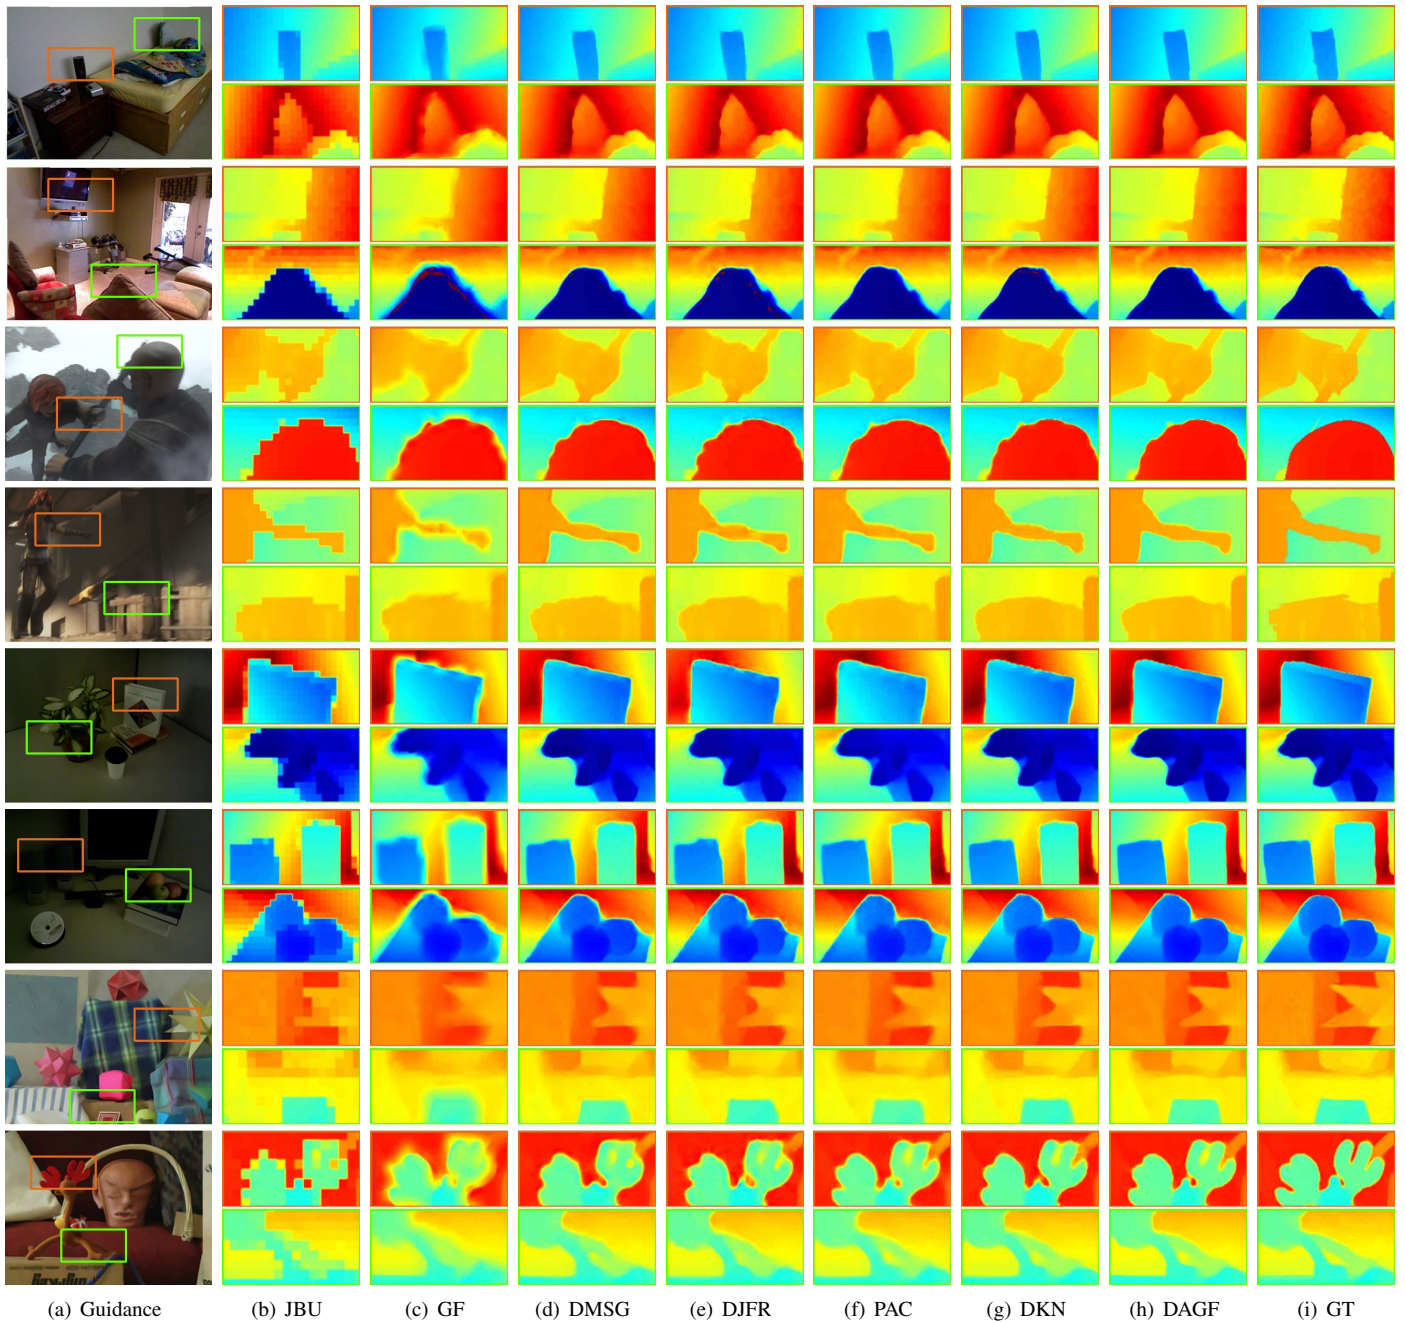 (a) Guidance
(b) JBU
(c) GF
(d) DMSG
(e) DJFR
(f) PAC
(g) DKN
(h) DAGF
(i) GT